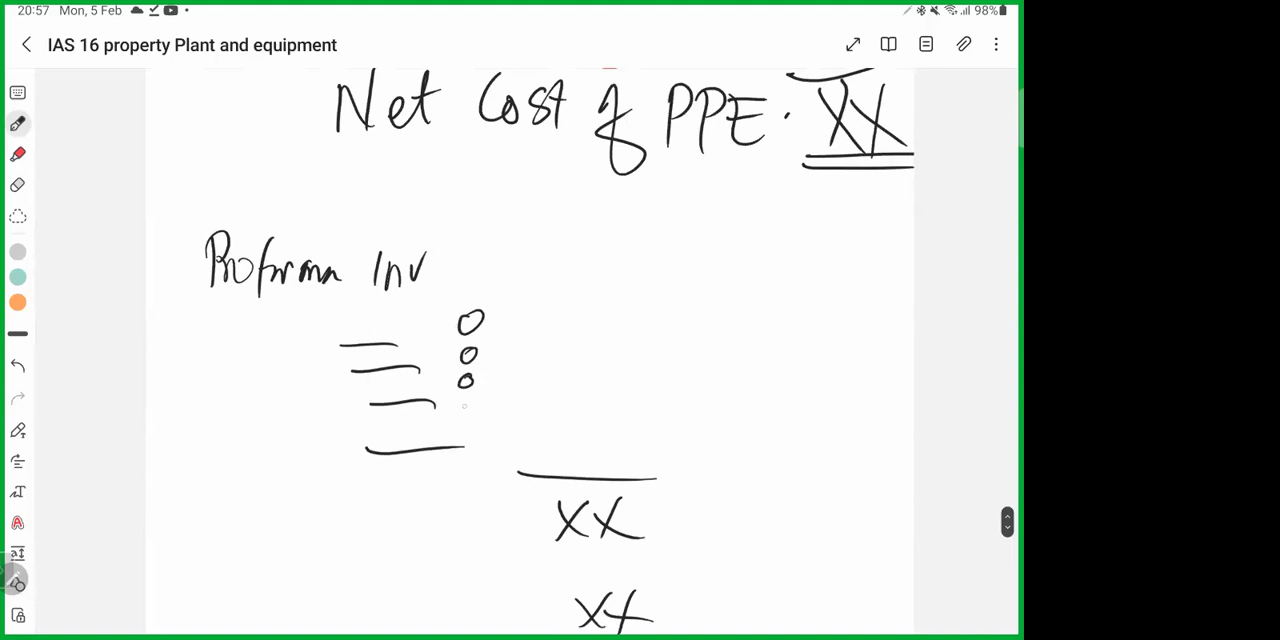 20:57 Mon, 5 Feb 98%
IAS 16 property Plant and equipment
Net Cost of PPE. XX
Proforma Inv
XX
XX